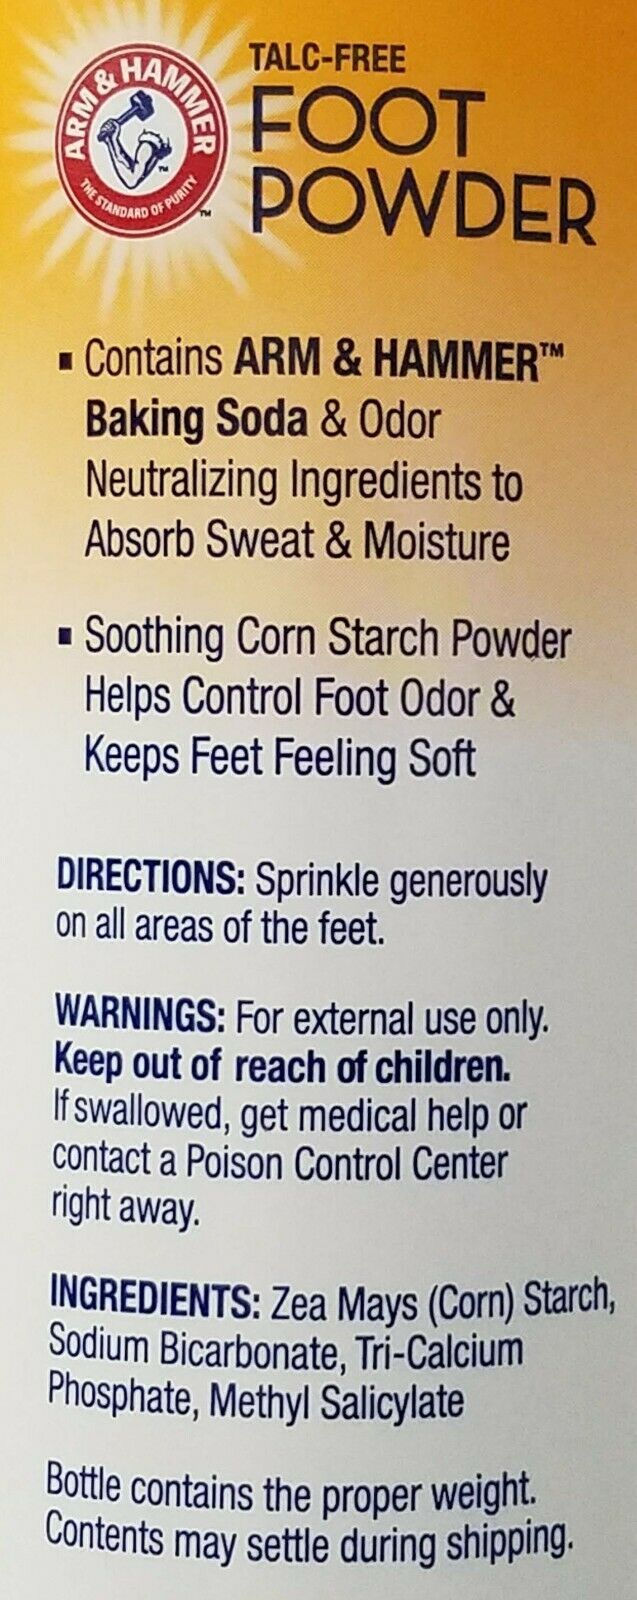 ARM & HAMMER
THE STANDARD OF PURITY
TALC-FREE
FOOT
POWDER
▪ Contains ARM & HAMMER™
Baking Soda & Odor
Neutralizing Ingredients to
Absorb Sweat & Moisture
▪ Soothing Corn Starch Powder
Helps Control Foot Odor &
Keeps Feet Feeling Soft
DIRECTIONS: Sprinkle generously
on all areas of the feet.
WARNINGS: For external use only.
Keep out of reach of children.
If swallowed, get medical help or
contact a Poison Control Center
right away.
INGREDIENTS: Zea Mays (Corn) Starch,
Sodium Bicarbonate, Tri-Calcium
Phosphate, Methyl Salicylate
Bottle contains the proper weight.
Contents may settle during shipping.